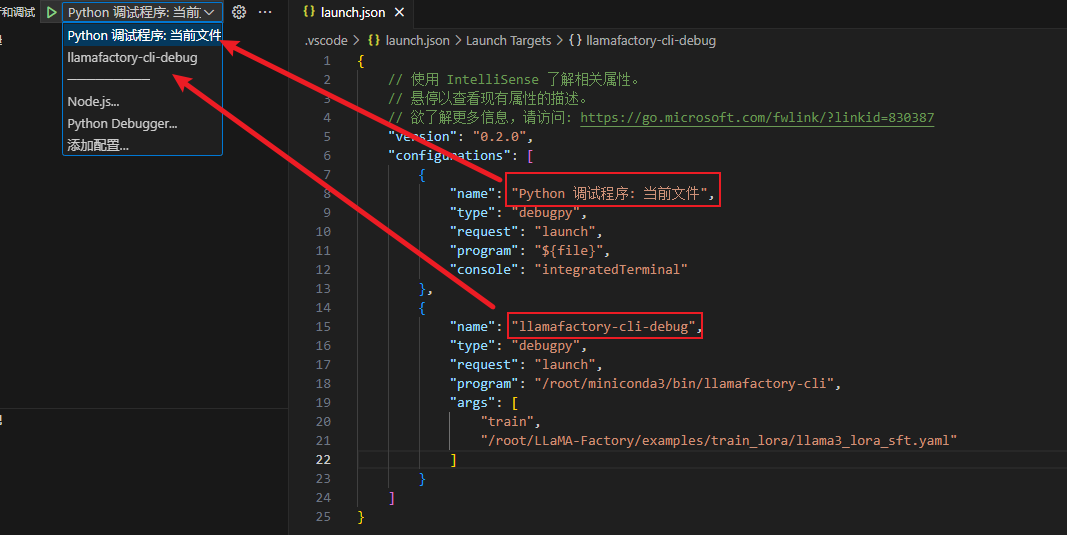 和调试
Python 调试程序: 当前
Python 调试程序: 当前文件
llamafactory-cli-debug
Node.js...
Python Debugger...
添加配置...
launch.json
.vscode > launch.json > Launch Targets > {} llamafactory-cli-debug
1 {
2 // 使用 IntelliSense 了解相关属性。
3 // 悬停以查看现有属性的描述。
4 // 欲了解更多信息，请访问: https://go.microsoft.com/fwlink/?linkid=830387
5 "version": "0.2.0",
6 "configurations": [
7 {
8 "name": "Python 调试程序: 当前文件",
9 "type": "debugpy",
10 "request": "launch",
11 "program": "${file}",
12 "console": "integratedTerminal"
13 },
14 {
15 "name": "llamafactory-cli-debug",
16 "type": "debugpy",
17 "request": "launch",
18 "program": "/root/miniconda3/bin/llamafactory-cli",
19 "args": [
20 "train",
21 "/root/LLaMA-Factory/examples/train_lora/llama3_lora_sft.yaml"
22 ]
23 }
24 ]
25 }